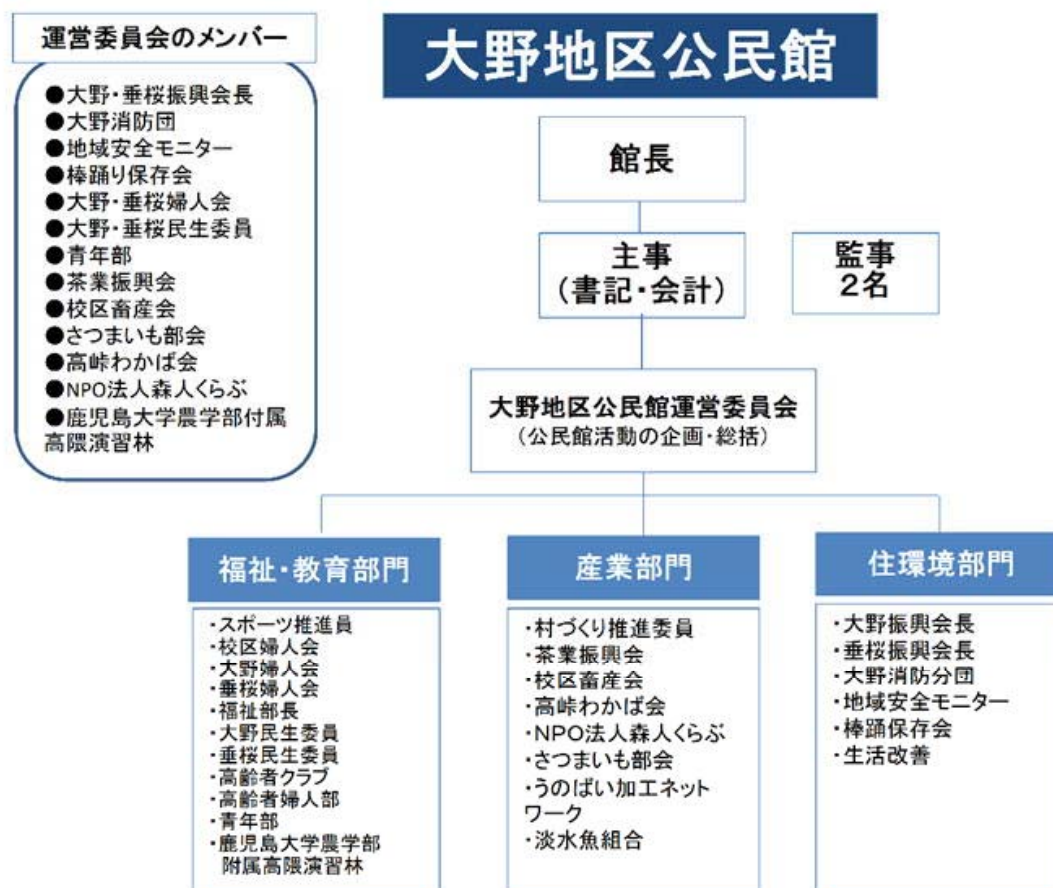 運営委員会のメンバー
●大野・垂桜振興会長
●大野消防団
●地域安全モニター
●棒踊り保存会
●大野・垂桜婦人会
●大野・垂桜民生委員
●青年部
●茶業振興会
●校区畜産会
●さつまいも部会
●高峠わかば会
●NPO法人森人くらぶ
●鹿児島大学農学部付属
高隈演習林
大野地区公民館
館長
主事
（書記・会計）
監事
２名
大野地区公民館運営委員会
（公民館活動の企画・総括）
福祉・教育部門
・スポーツ推進員
・校区婦人会
・大野婦人会
・垂桜婦人会
・福祉部長
・大野民生委員
・垂桜民生委員
・高齢者クラブ
・高齢者婦人部
・青年部
・鹿児島大学農学部
附属高隈演習林
産業部門
・村づくり推進委員
・茶業振興会
・校区畜産会
・高峠わかば会
・NPO法人森人くらぶ
・さつまいも部会
・うのばい加工ネット
ワーク
・淡水魚組合
住環境部門
・大野振興会長
・垂桜振興会長
・大野消防分団
・地域安全モニター
・棒踊保存会
・生活改善